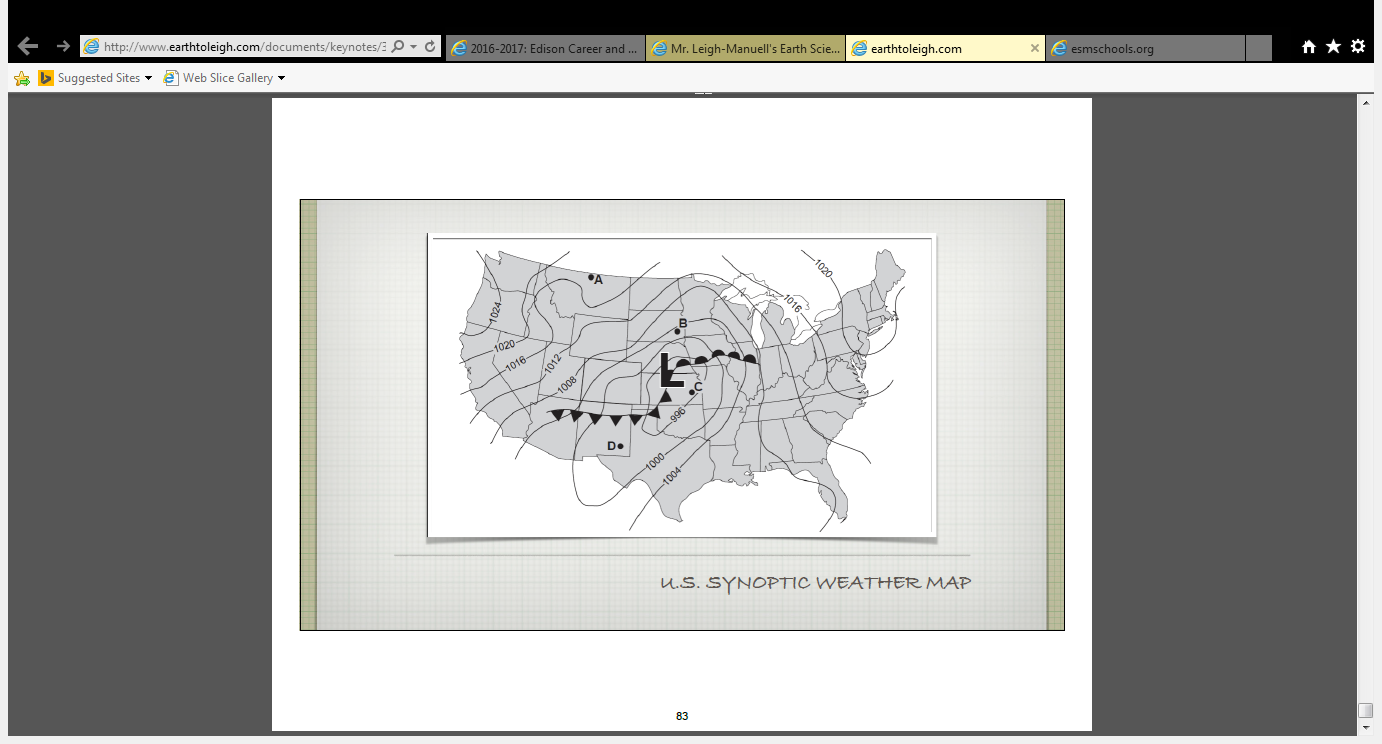 http://www.earthtoleigh.com/documents/keynotes/3
2016-2017: Edison Career and ...
Mr. Leigh-Manuell's Earth Scie...
earthtoleigh.com
esmschools.org
Suggested Sites
Web Slice Gallery
A
1020
1016
1024
B
1020
1016
1012
1008
L
C
996
D
1000
1004
U.S. SYNOPTIC WEATHER MAP
83